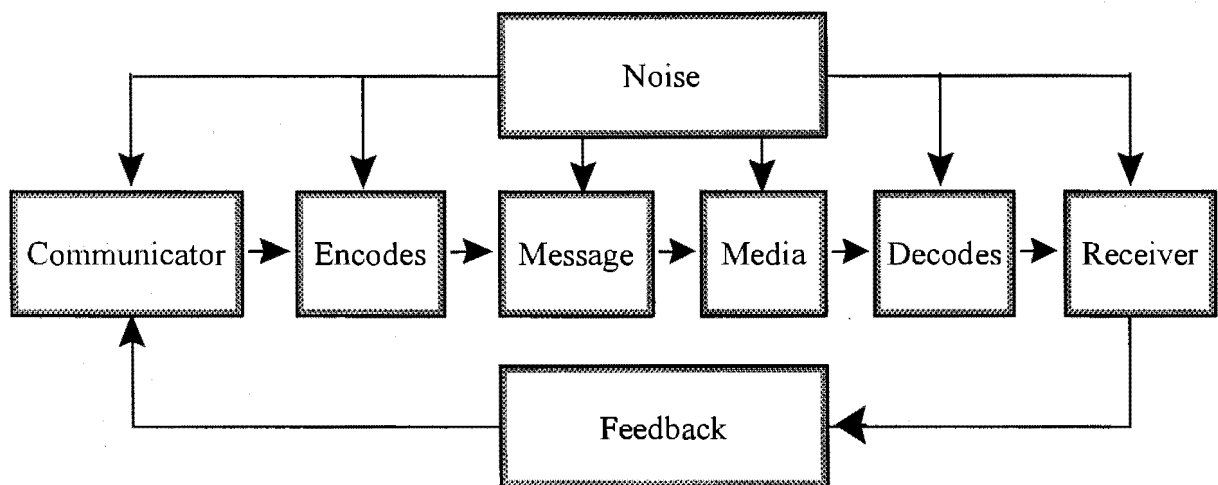 Noise
Communicator
Encodes
Message
Media
Decodes
Receiver
Feedback